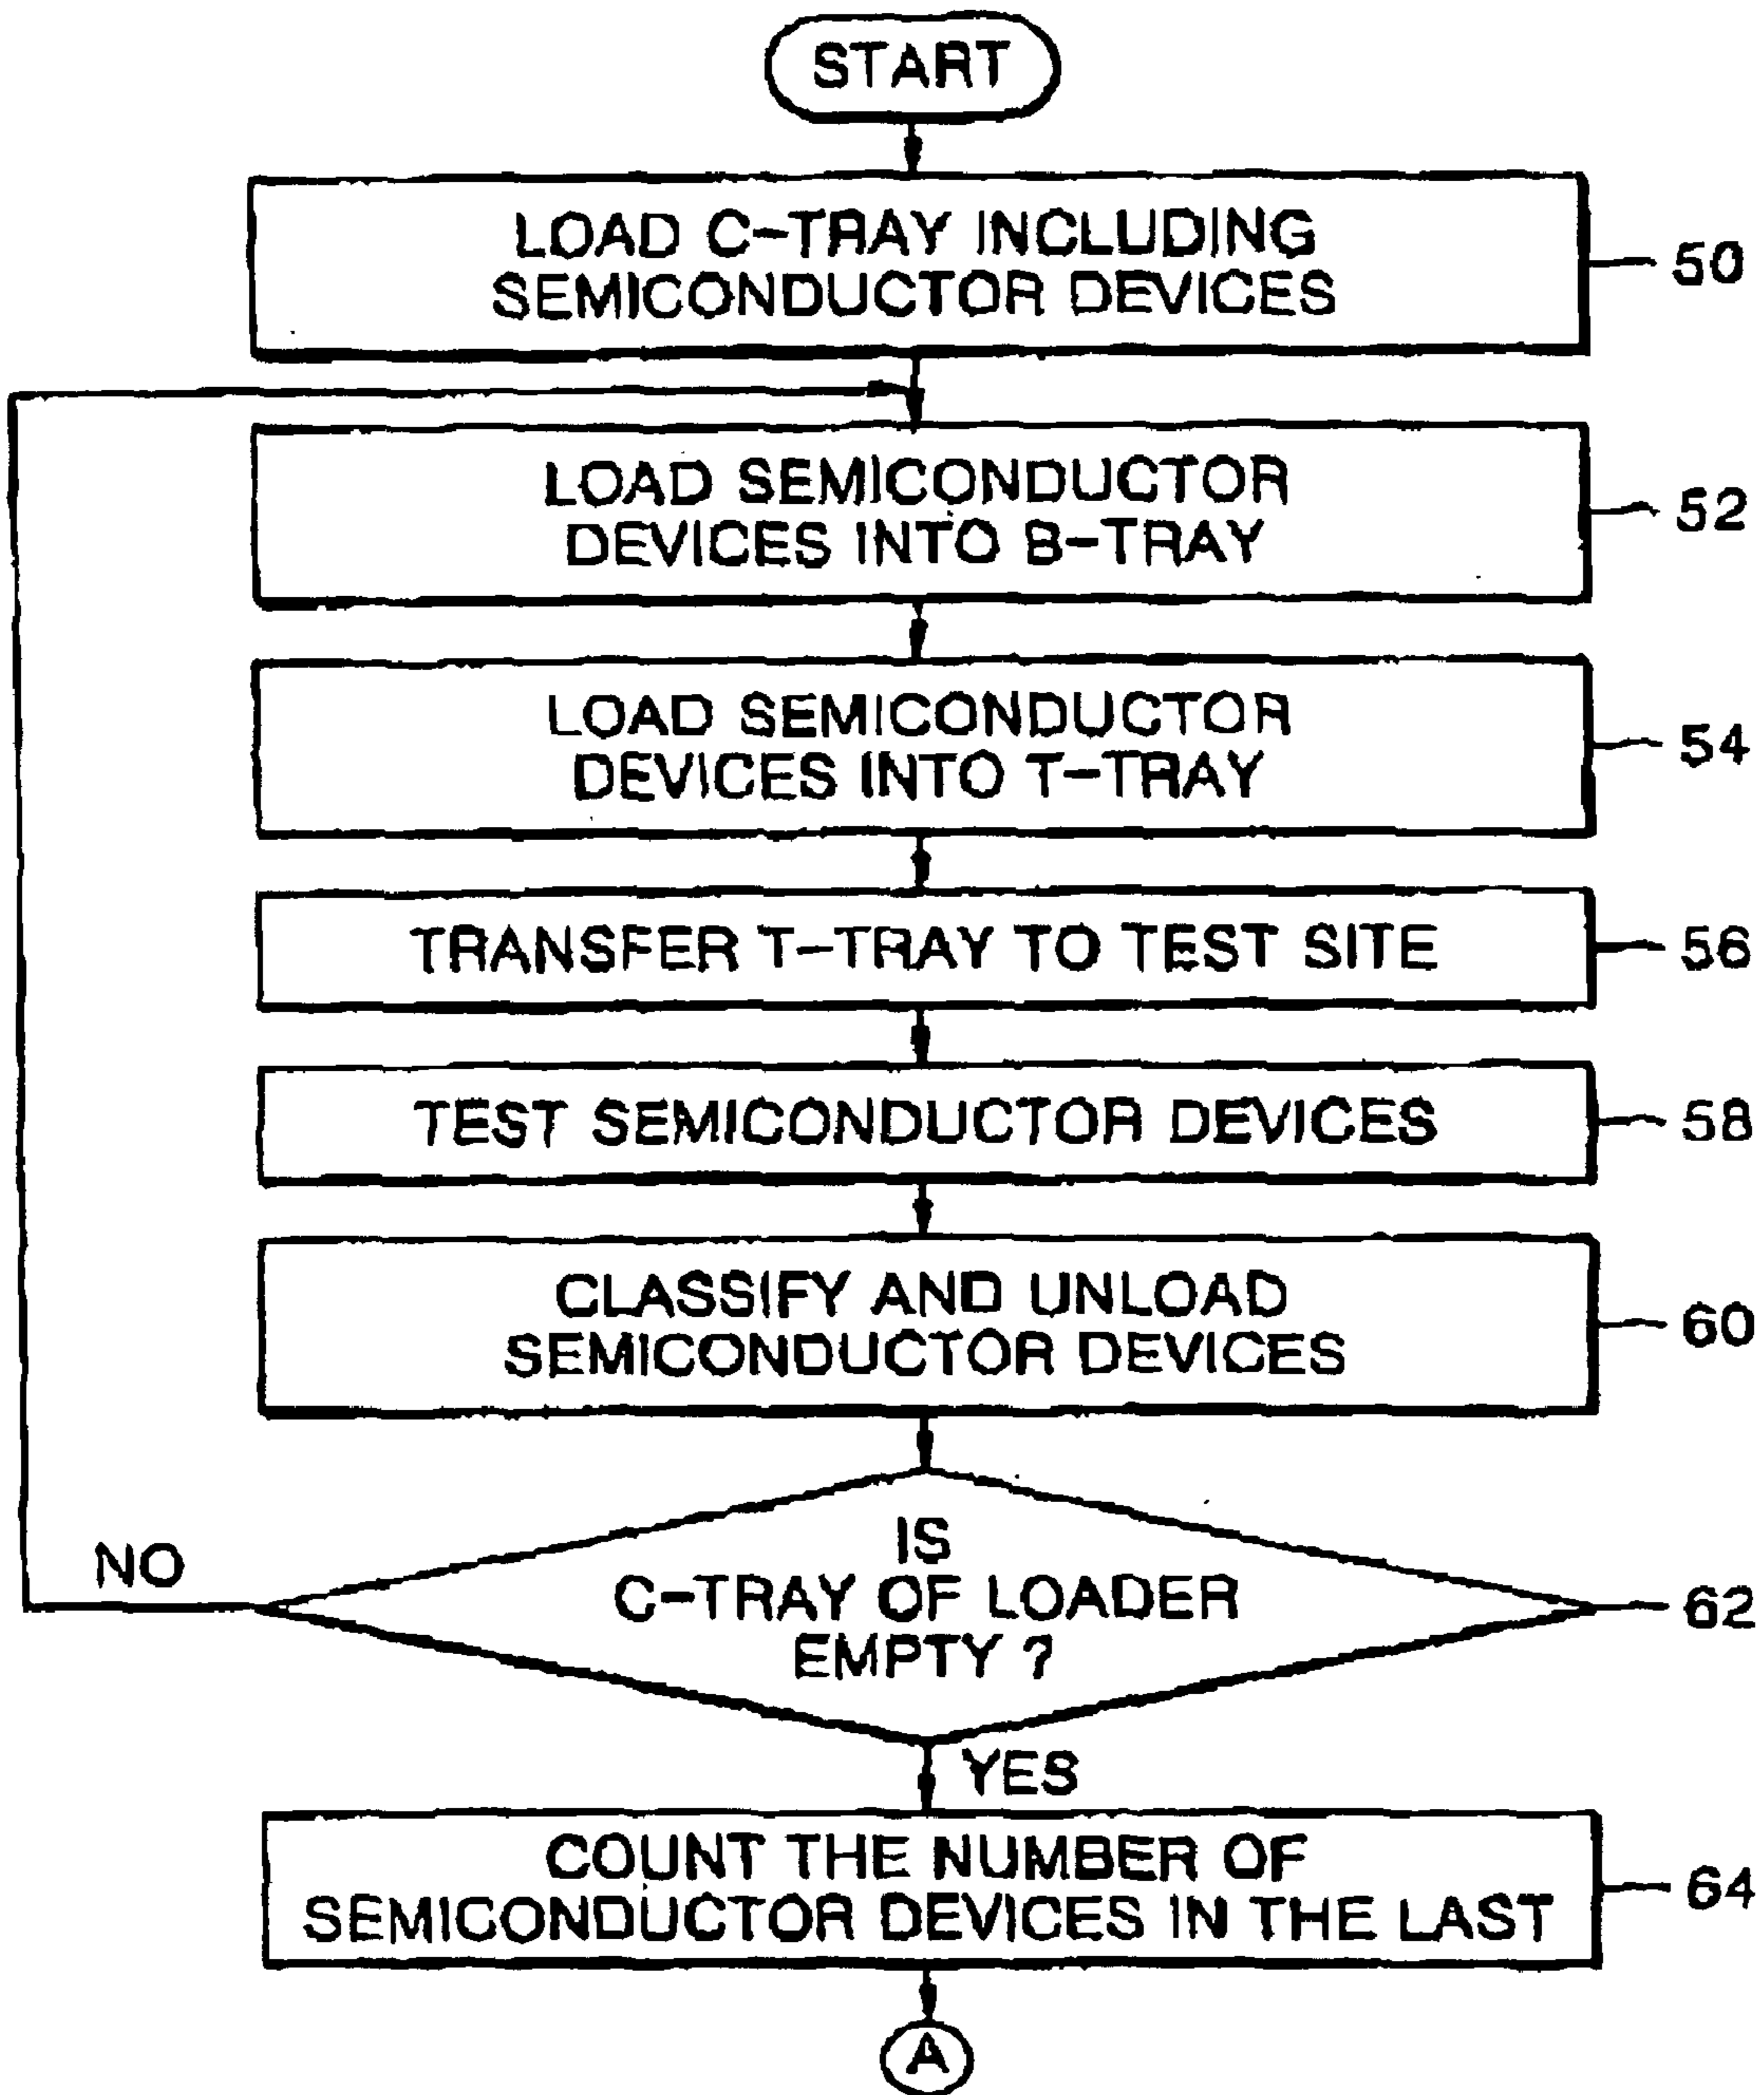 START
LOAD C-TRAY INCLUDING
SEMICONDUCTOR DEVICES
50
LOAD SEMICONDUCTOR
DEVICES INTO B-TRAY
52
LOAD SEMICONDUCTOR
DEVICES INTO T-TRAY
54
TRANSFER T-TRAY TO TEST SITE
56
TEST SEMICONDUCTOR DEVICES
58
CLASSIFY AND UNLOAD
SEMICONDUCTOR DEVICES
60
NO
IS
C-TRAY OF LOADER
EMPTY ?
62
YES
COUNT THE NUMBER OF
SEMICONDUCTOR DEVICES IN THE LAST
64
A